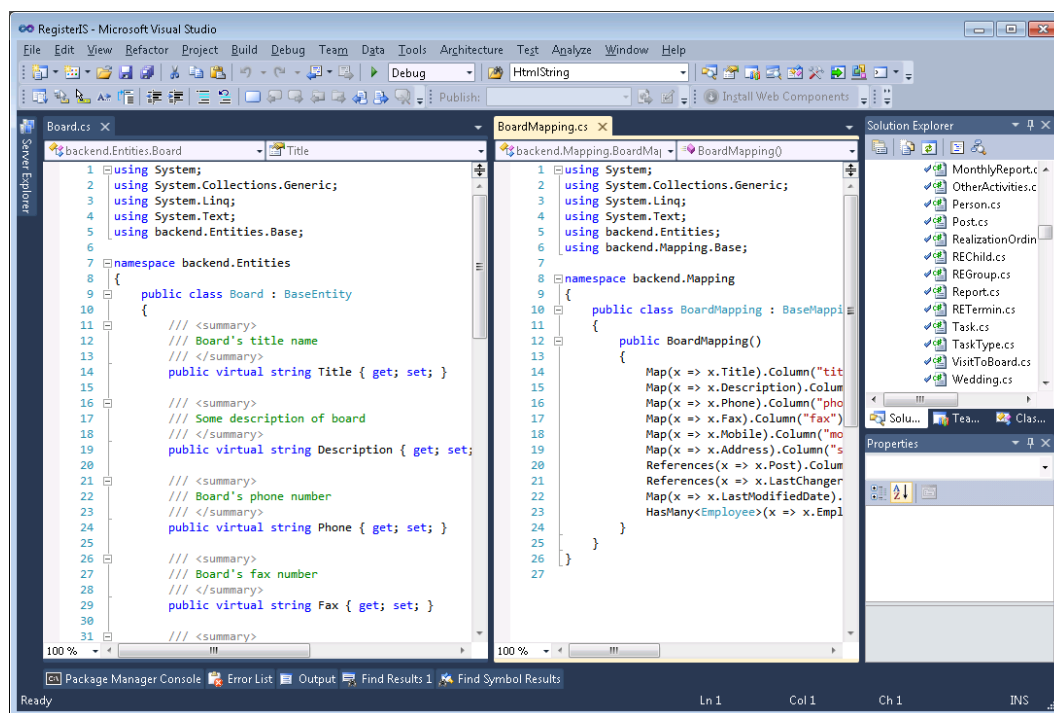 RegisterIS - Microsoft Visual Studio
File Edit View Refactor Project Build Debug Team Data Tools Architecture Test Analyze Window Help
Debug HtmlString
Publish: Install Web Components
Server Explorer
Board.cs
backend.Entities.Board Title
1 using System;
2 using System.Collections.Generic;
3 using System.Linq;
4 using System.Text;
5 using backend.Entities.Base;
6
7 namespace backend.Entities
8 {
9 public class Board : BaseEntity
10 {
11 /// <summary>
12 /// Board's title name
13 /// </summary>
14 public virtual string Title { get; set; }
15
16 /// <summary>
17 /// Some description of board
18 /// </summary>
19 public virtual string Description { get; set;
20
21 /// <summary>
22 /// Board's phone number
23 /// </summary>
24 public virtual string Phone { get; set; }
25
26 /// <summary>
27 /// Board's fax number
28 /// </summary>
29 public virtual string Fax { get; set; }
30
31 /// <summary>
100 %
BoardMapping.cs
backend.Mapping.BoardMa BoardMapping()
1 using System;
2 using System.Collections.Generic;
3 using System.Linq;
4 using System.Text;
5 using backend.Entities;
6 using backend.Mapping.Base;
7
8 namespace backend.Mapping
9 {
10 public class BoardMapping : BaseMappi
11 {
12 public BoardMapping()
13 {
14 Map(x => x.Title).Column("tit
15 Map(x => x.Description).Colum
16 Map(x => x.Phone).Column("pho
17 Map(x => x.Fax).Column("fax")
18 Map(x => x.Mobile).Column("mo
19 Map(x => x.Address).Column("s
20 References(x => x.Post).Colum
21 References(x => x.LastChanger
22 Map(x => x.LastModifiedDate).
23 HasMany<Employee>(x => x.Empl
24 }
25 }
26 }
27
100 %
Solution Explorer
MonthlyReport.c
OtherActivities.c
Person.cs
Post.cs
RealizationOrdin
REChild.cs
REGroup.cs
Report.cs
RETermin.cs
Task.cs
TaskType.cs
VisitToBoard.cs
Wedding.cs
Solu... Tea... Clas...
Properties
Package Manager Console Error List Output Find Results 1 Find Symbol Results
Ready Ln 1 Col 1 Ch 1 INS